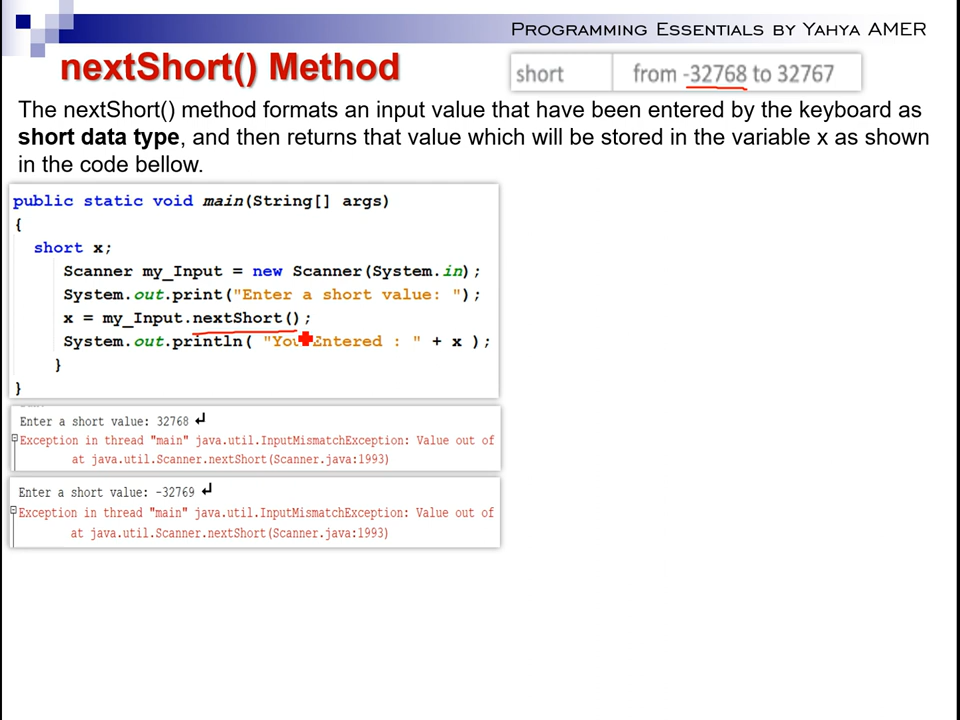 PROGRAMMING ESSENTIALS BY YAHYA AMER
nextShort() Method
short from -32768 to 32767
The nextShort() method formats an input value that have been entered by the keyboard as
short data type, and then returns that value which will be stored in the variable x as shown
in the code bellow.
public static void main(String[] args)
{
short x;
Scanner my_Input = new Scanner(System.in);
System.out.print("Enter a short value: ");
x = my_Input.nextShort();
System.out.println( "You Entered : " + x );
}
}
Enter a short value: 32768
Exception in thread "main" java.util.InputMismatchException: Value out of
at java.util.Scanner.nextShort(Scanner.java:1993)
Enter a short value: -32769
Exception in thread "main" java.util.InputMismatchException: Value out of
at java.util.Scanner.nextShort(Scanner.java:1993)